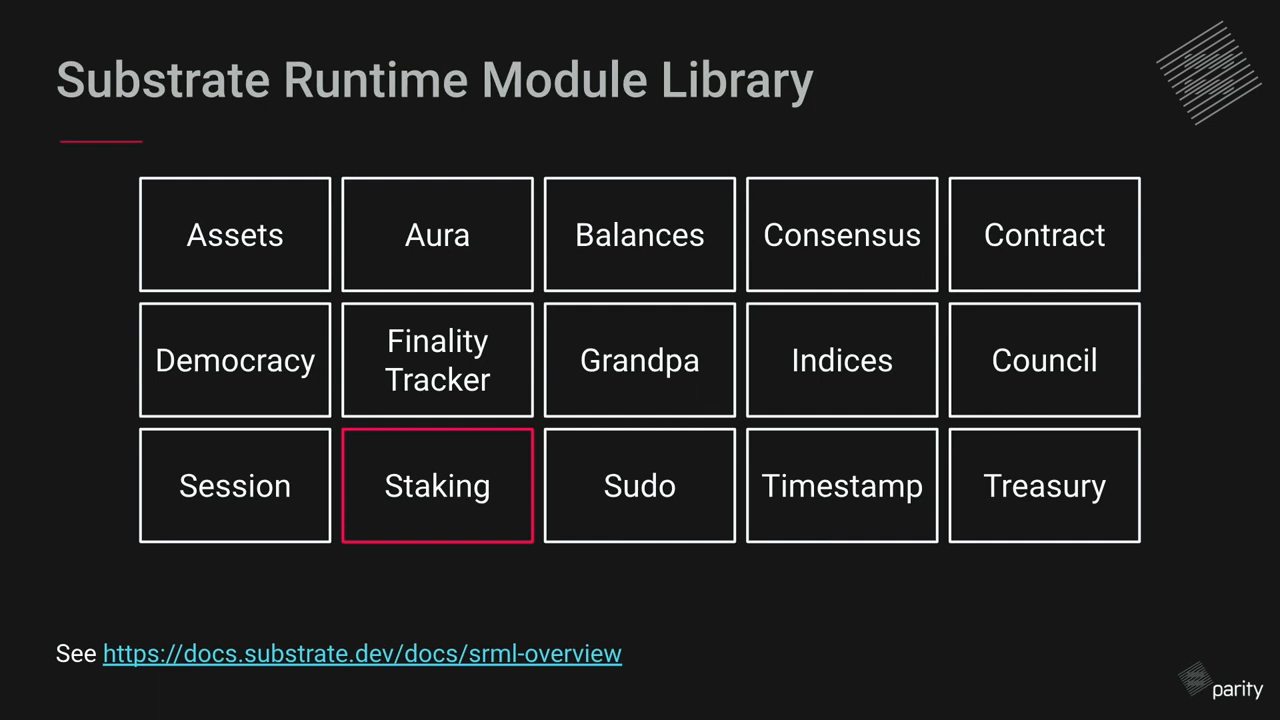 Substrate Runtime Module Library
Assets
Aura
Balances
Consensus
Contract
Democracy
Finality
Tracker
Grandpa
Indices
Council
Session
Staking
Sudo
Timestamp
Treasury
See https://docs.substrate.dev/docs/srml-overview
parity